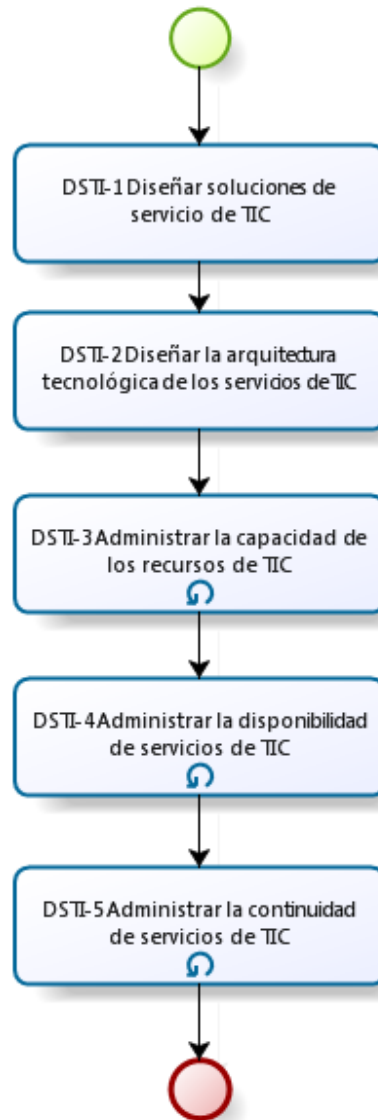 DSTI-1 Diseñar soluciones de
servicio de TIC
DSTI-2 Diseñar la arquitectura
tecnológica de los servicios de TIC
DSTI-3 Administrar la capacidad de
los recursos de TIC
DSTI-4 Administrar la disponibilidad
de servicios de TIC
DSTI-5 Administrar la continuidad
de servicios de TIC